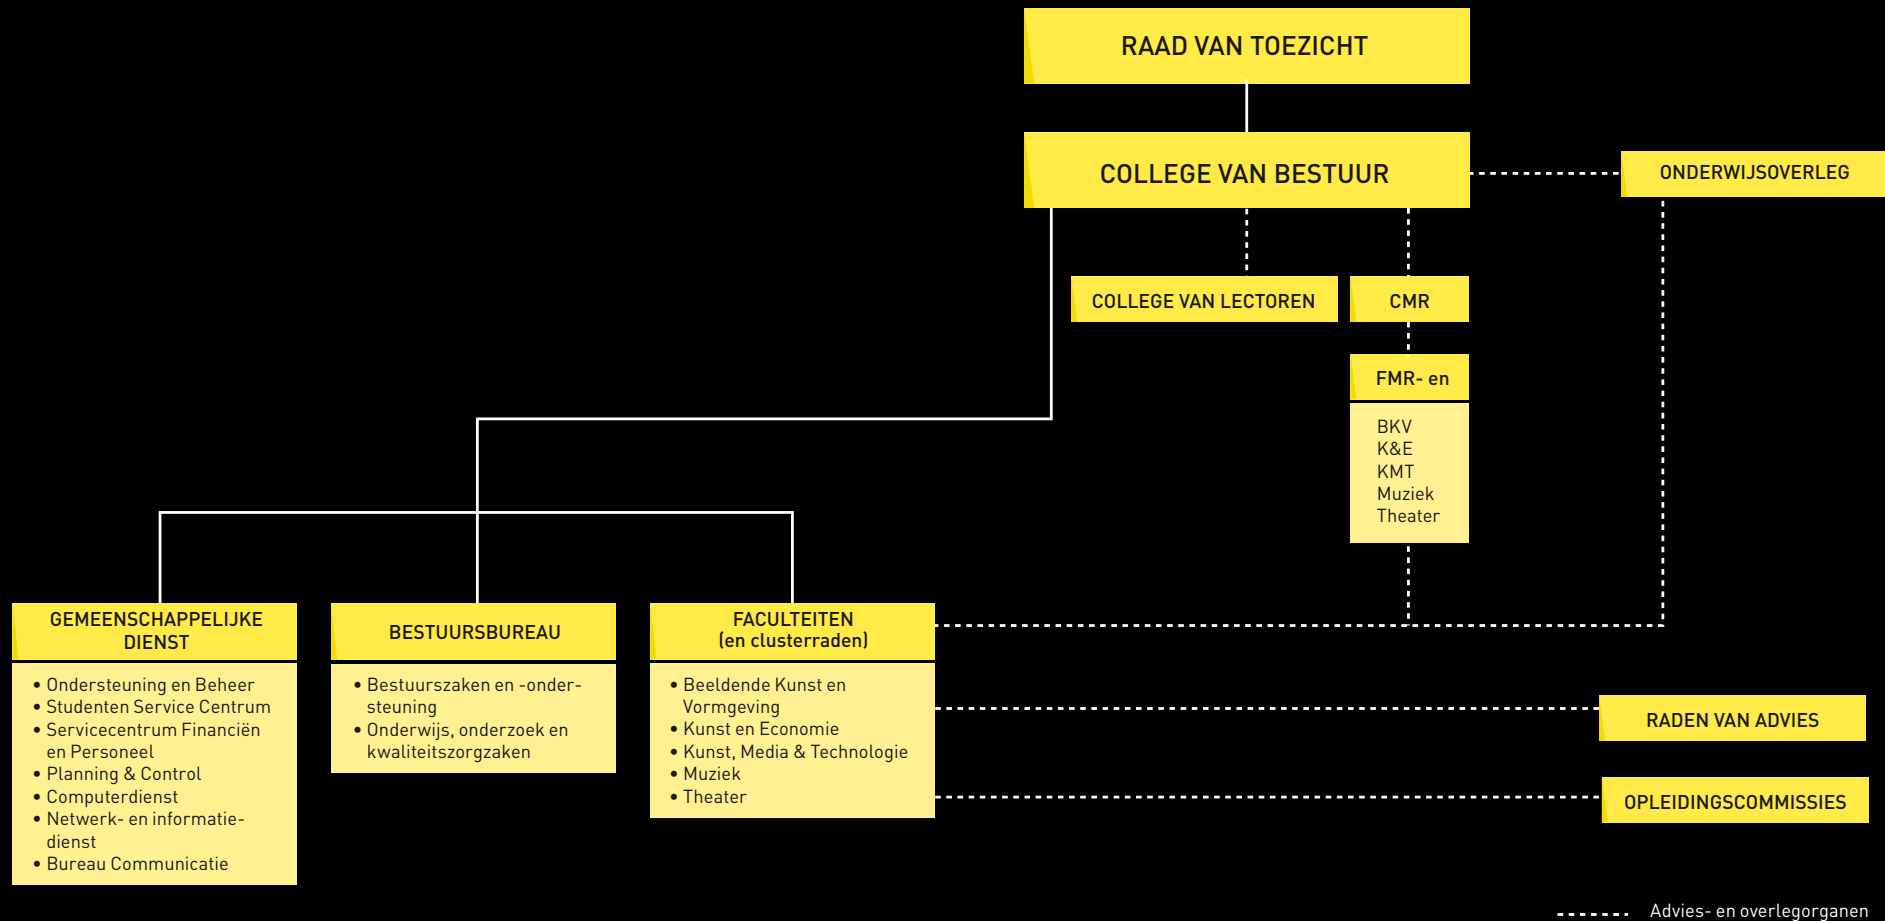 RAAD VAN TOEZICHT
COLLEGE VAN BESTUUR
ONDERWIJSOVERLEG
COLLEGE VAN LECTOREN
CMR
FMR- en
BKV
K&E
KMT
Muziek
Theater
GEMEENSCHAPPELIJKE
DIENST
• Ondersteuning en Beheer
• Studenten Service Centrum
• Servicecentrum Financiën
en Personeel
• Planning & Control
• Computerdienst
• Netwerk- en informatie-
dienst
• Bureau Communicatie
BESTUURSBUREAU
• Bestuurszaken en -onder-
steuning
• Onderwijs, onderzoek en
kwaliteitszorgzaken
FACULTEITEN
(en clusterraden)
• Beeldende Kunst en
Vormgeving
• Kunst en Economie
• Kunst, Media & Technologie
• Muziek
• Theater
RADEN VAN ADVIES
OPLEIDINGSCOMMISSIES
Advies- en overlegorganen